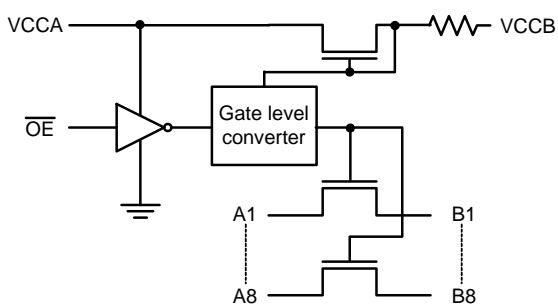 VCCA
VCCB
Gate level
converter
OE
A1
B1
A8
B8